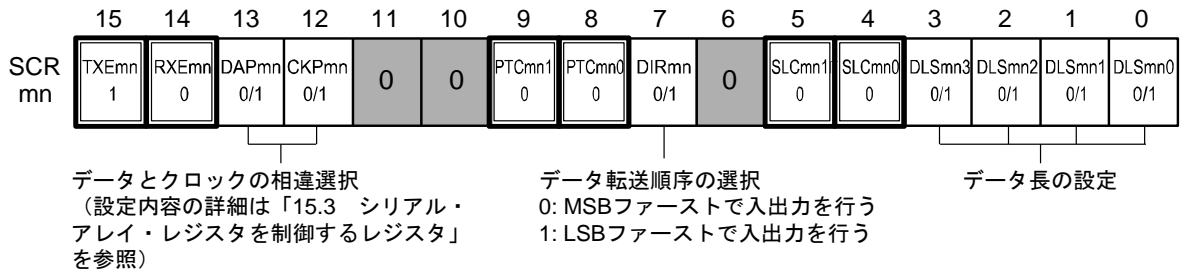 15 14 13 12 11 10 9 8 7 6 5 4 3 2 1 0
SCR
mn
TXEmn RXEmn DAPmn CKPmn 0 0 PTCmn1 PTCmn0 DIRmn 0 SLCmn1 SLCmn0 DLSmn3 DLSmn2 DLSmn1 DLSmn0
1 0 0/1 0/1 0 0 0/1 0 0 0/1 0/1 0/1 0/1
データとクロックの相違選択
（設定内容の詳細は「15.3　シリアル・
アレイ・レジスタを制御するレジスタ」
を参照）
データ転送順序の選択
0: MSBファーストで入出力を行う
1: LSBファーストで入出力を行う
データ長の設定